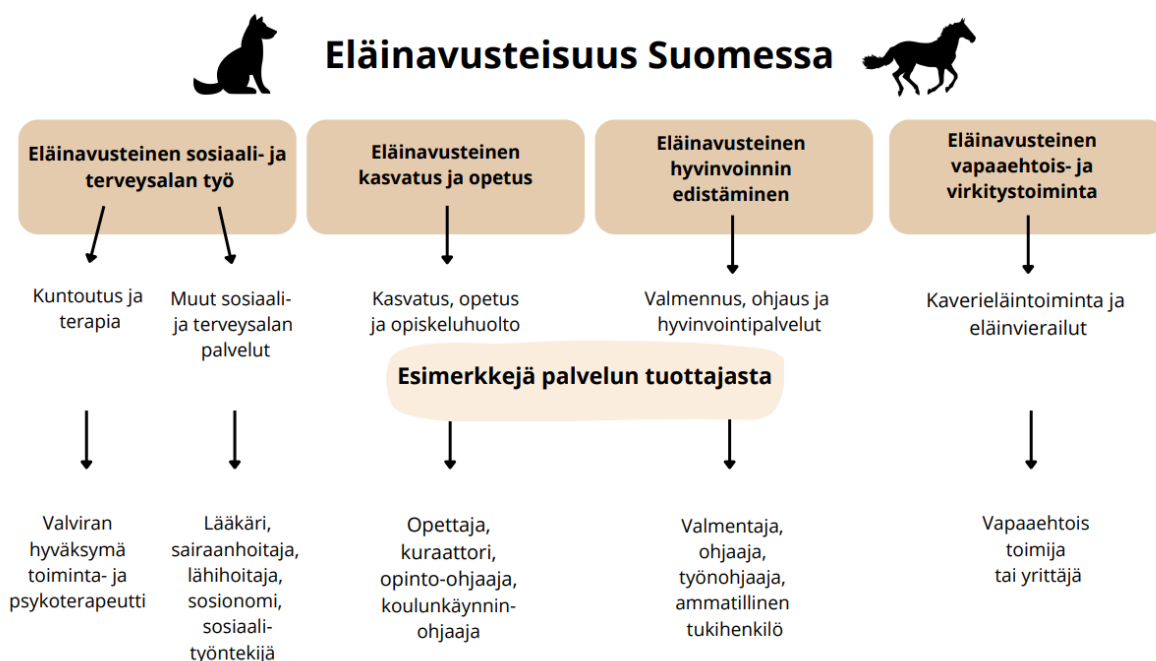 Eläinavusteisuus Suomessa
Eläinavusteinen sosiaali- ja
terveysalan työ
Eläinavusteinen
kasvatus ja opetus
Eläinavusteinen
hyvinvoinnin
edistäminen
Eläinavusteinen
vapaaehtois- ja
virkitystoiminta
Kuntoutus ja
terapia
Muut sosiaali-
ja terveysalan
palvelut
Kasvatus, opetus
ja opiskeluhuolto
Valmennus, ohjaus ja
hyvinvointipalvelut
Kaverieläintoiminta ja
eläinvierailut
Esimerkkejä palvelun tuottajasta
Valviran
hyväksymä
toiminta- ja
psykoterapeutti
Lääkäri,
sairaanhoitaja,
lähihoitaja,
sosionomi,
sosiaali-
työntekijä
Opettaja,
kuraattori,
opinto-ohjaaja,
koulunkäynnin-
ohjaaja
Valmentaja,
ohjaaja,
työnohjaaja,
ammatillinen
tukihenkilö
Vapaaehtois
toimija
tai yrittäjä